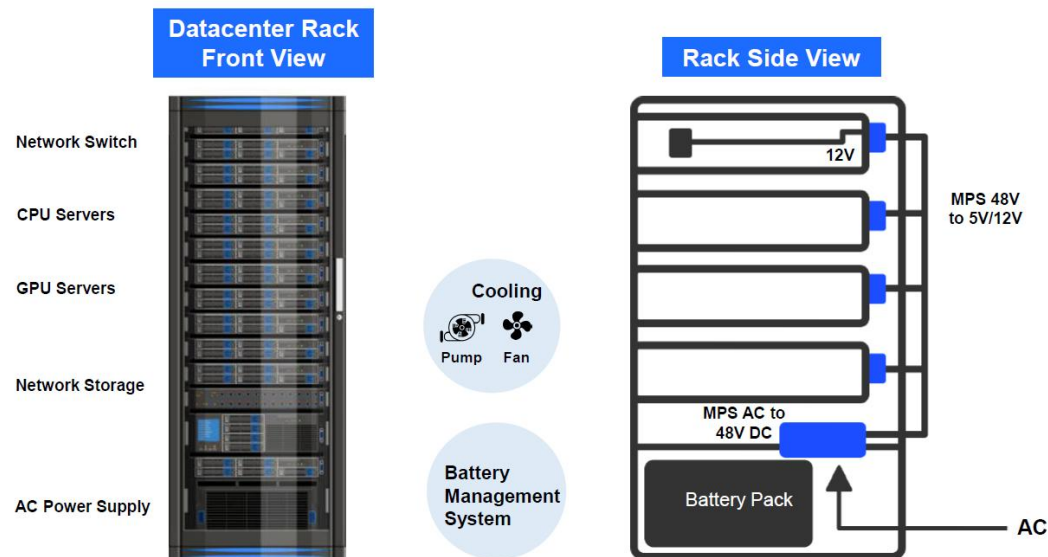 Datacenter Rack
Front View
Rack Side View
Network Switch
CPU Servers
GPU Servers
Network Storage
AC Power Supply
Cooling
Pump
Fan
Battery
Management
System
12V
MPS 48V
to 5V/12V
MPS AC to
48V DC
Battery Pack
AC